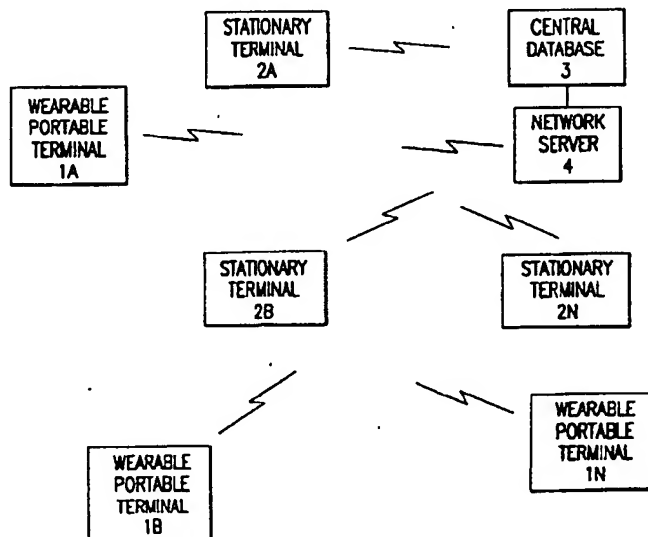 STATIONARY
TERMINAL
2A
CENTRAL
DATABASE
3
WEARABLE
PORTABLE
TERMINAL
1A
NETWORK
SERVER
4
STATIONARY
TERMINAL
2B
STATIONARY
TERMINAL
2N
WEARABLE
PORTABLE
TERMINAL
1N
WEARABLE
PORTABLE
TERMINAL
1B